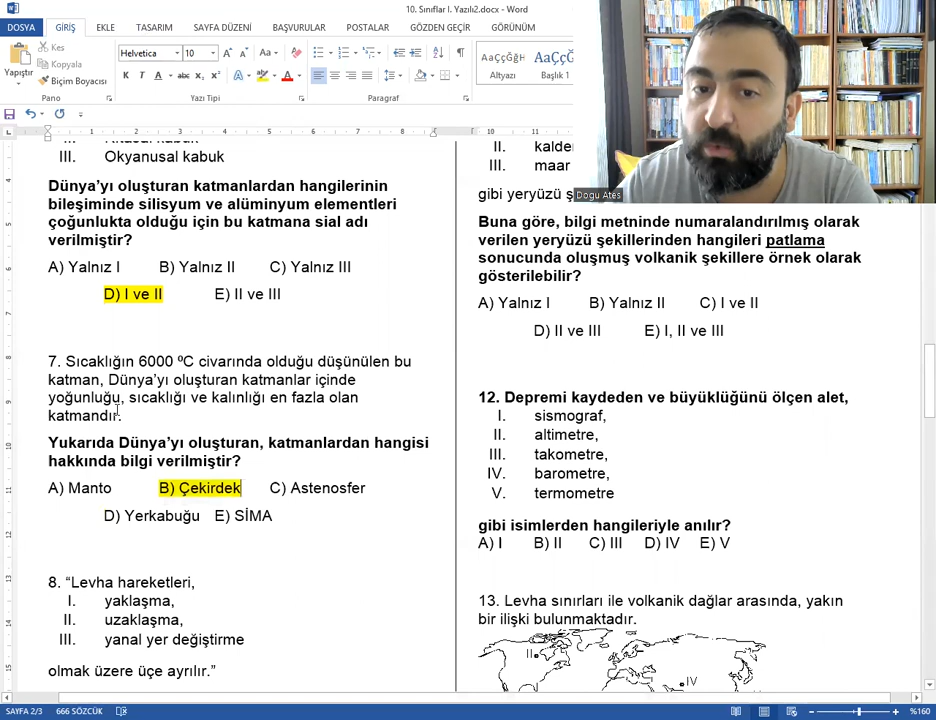 10. Sınıflar I. Yazılı2.docx - Word
DOSYA GİRİŞ EKLE TASARIM SAYFA DÜZENİ BAŞVURULAR POSTALAR GÖZDEN GEÇİR GÖRÜNÜM
Yapıştır
Kes
Kopyala
Biçim Boyacısı
Helvetica 10
Pano Yazı Tipi Paragraf
AaÇçĞğH AaÇçĞ
Altyazı Başlık 1
III. Okyanusal kabuk
Dünya’yı oluşturan katmanlardan hangilerinin
bileşiminde silisyum ve alüminyum elementleri
çoğunlukta olduğu için bu katmana sial adı
verilmiştir?
A) Yalnız I B) Yalnız II C) Yalnız III
D) I ve II E) II ve III
7. Sıcaklığın 6000 ºC civarında olduğu düşünülen bu
katman, Dünya’yı oluşturan katmanlar içinde
yoğunluğu, sıcaklığı ve kalınlığı en fazla olan
katmandır.
Yukarıda Dünya’yı oluşturan, katmanlardan hangisi
hakkında bilgi verilmiştir?
A) Manto B) Çekirdek C) Astenosfer
D) Yerkabuğu E) SİMA
8. “Levha hareketleri,
I. yaklaşma,
II. uzaklaşma,
III. yanal yer değiştirme
olmak üzere üçe ayrılır.”
II. kalde
III. maar
gibi yeryüzü ş
Dogu Ates
Buna göre, bilgi metninde numaralandırılmış olarak
verilen yeryüzü şekillerinden hangileri patlama
sonucunda oluşmuş volkanik şekillere örnek olarak
gösterilebilir?
A) Yalnız I B) Yalnız II C) I ve II
D) II ve III E) I, II ve III
12. Depremi kaydeden ve büyüklüğünü ölçen alet,
I. sismograf,
II. altimetre,
III. takometre,
IV. barometre,
V. termometre
gibi isimlerden hangileriyle anılır?
A) I B) II C) III D) IV E) V
13. Levha sınırları ile volkanik dağlar arasında, yakın
bir ilişki bulunmaktadır.
II
IV
SAYFA 2/3 666 SÖZCÜK %160